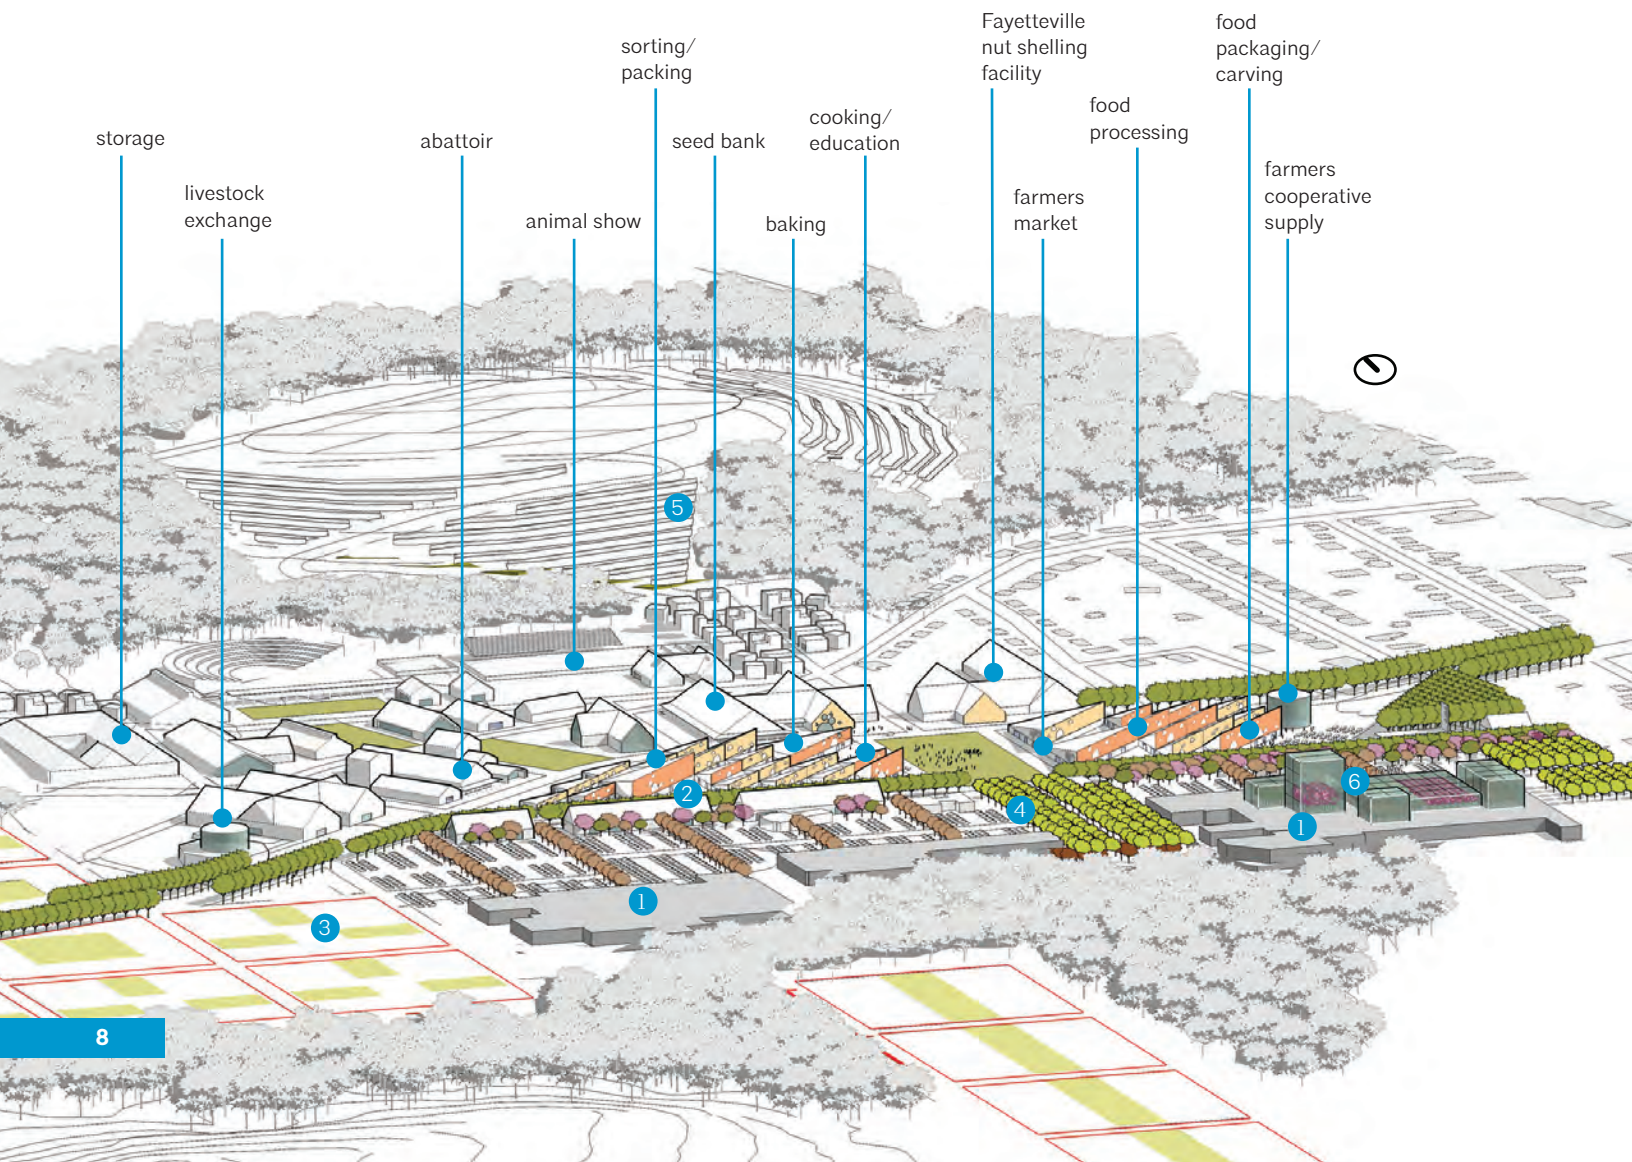 Fayetteville
nut shelling
facility
food
packaging/
carving
sorting/
packing
food
processing
cooking/
education
storage
abattoir
seed bank
farmers
cooperative
supply
livestock
exchange
farmers
market
animal show
baking
5
6
2
4
1
1
3
8